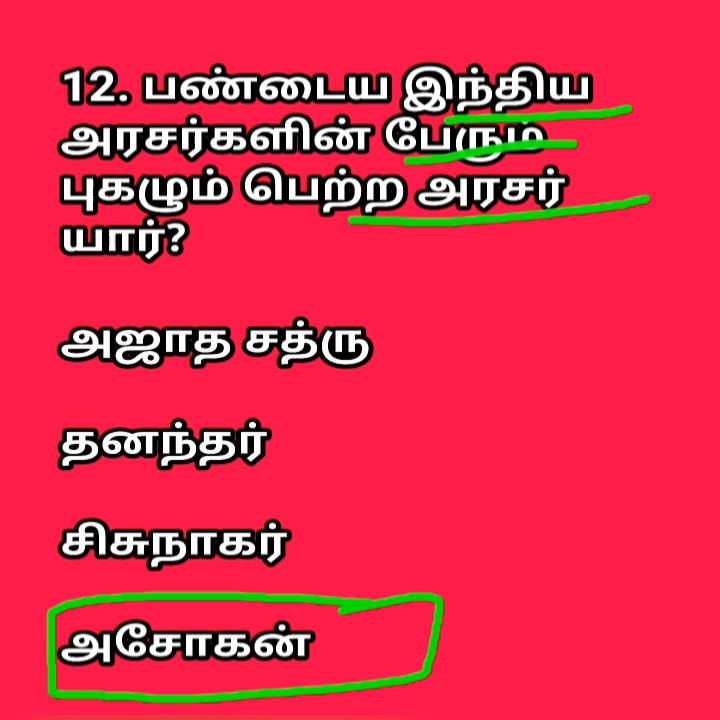 12. பண்டைய இந்திய
அரசர்களின் பேரும்
புகழும் பெற்ற அரசர்
யார்?
அஜாத சத்ரு
தனந்தர்
சிசுநாகர்
அசோகன்